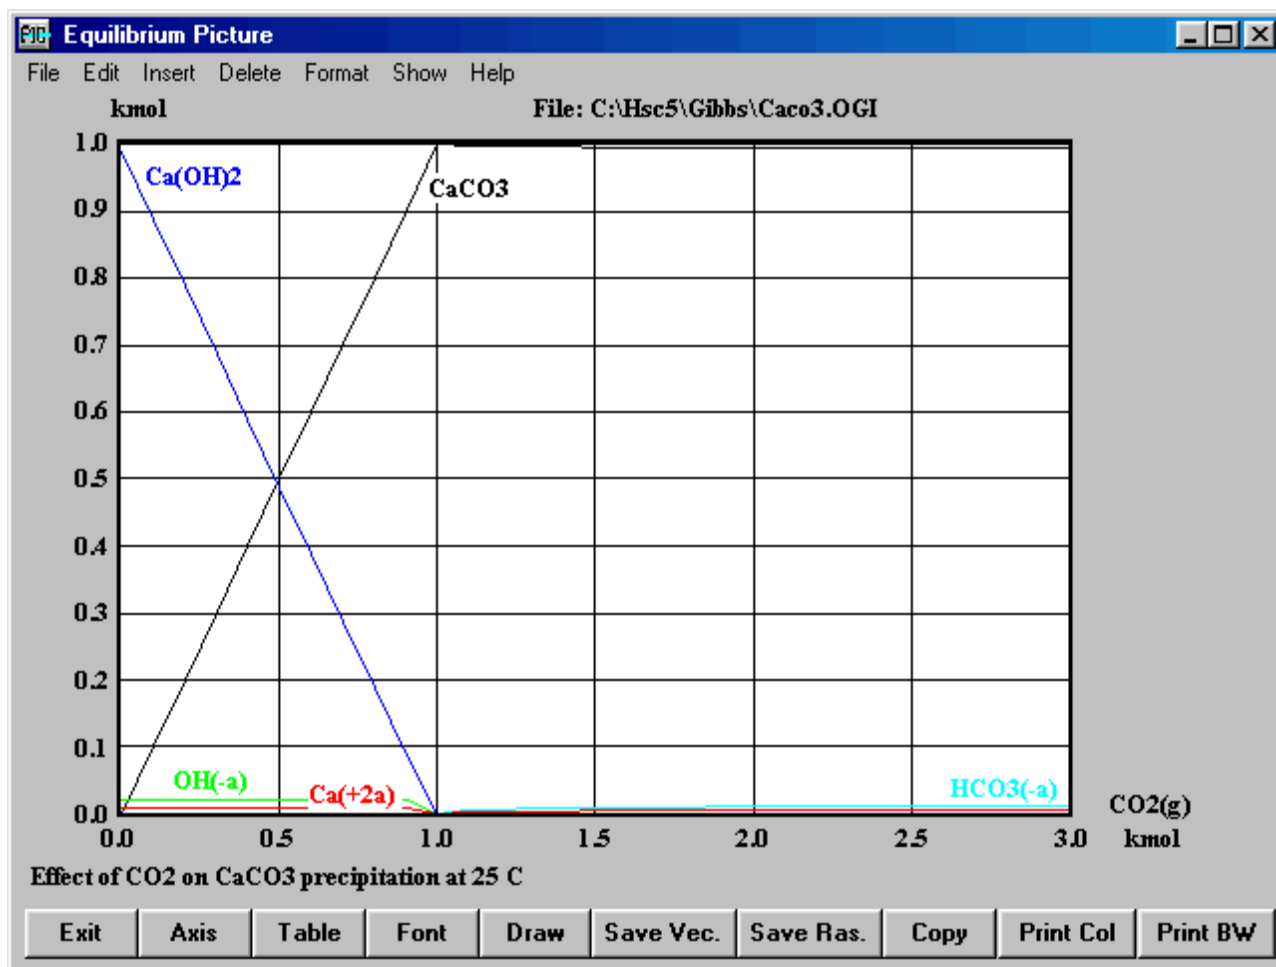 Equilibrium Picture
File Edit Insert Delete Format Show Help
kmol File: C:\Hsc5\Gibbs\Caco3.OGI
1.0
Ca(OH)2
CaCO3
0.9
0.8
0.7
0.6
0.5
0.4
0.3
0.2
0.1
OH(-a)
Ca(+2a)
HCO3(-a)
0.0
CO2(g)
0.0 0.5 1.0 1.5 2.0 2.5 3.0 kmol
Effect of CO2 on CaCO3 precipitation at 25 C
Exit Axis Table Font Draw Save Vec. Save Ras. Copy Print Col Print BW